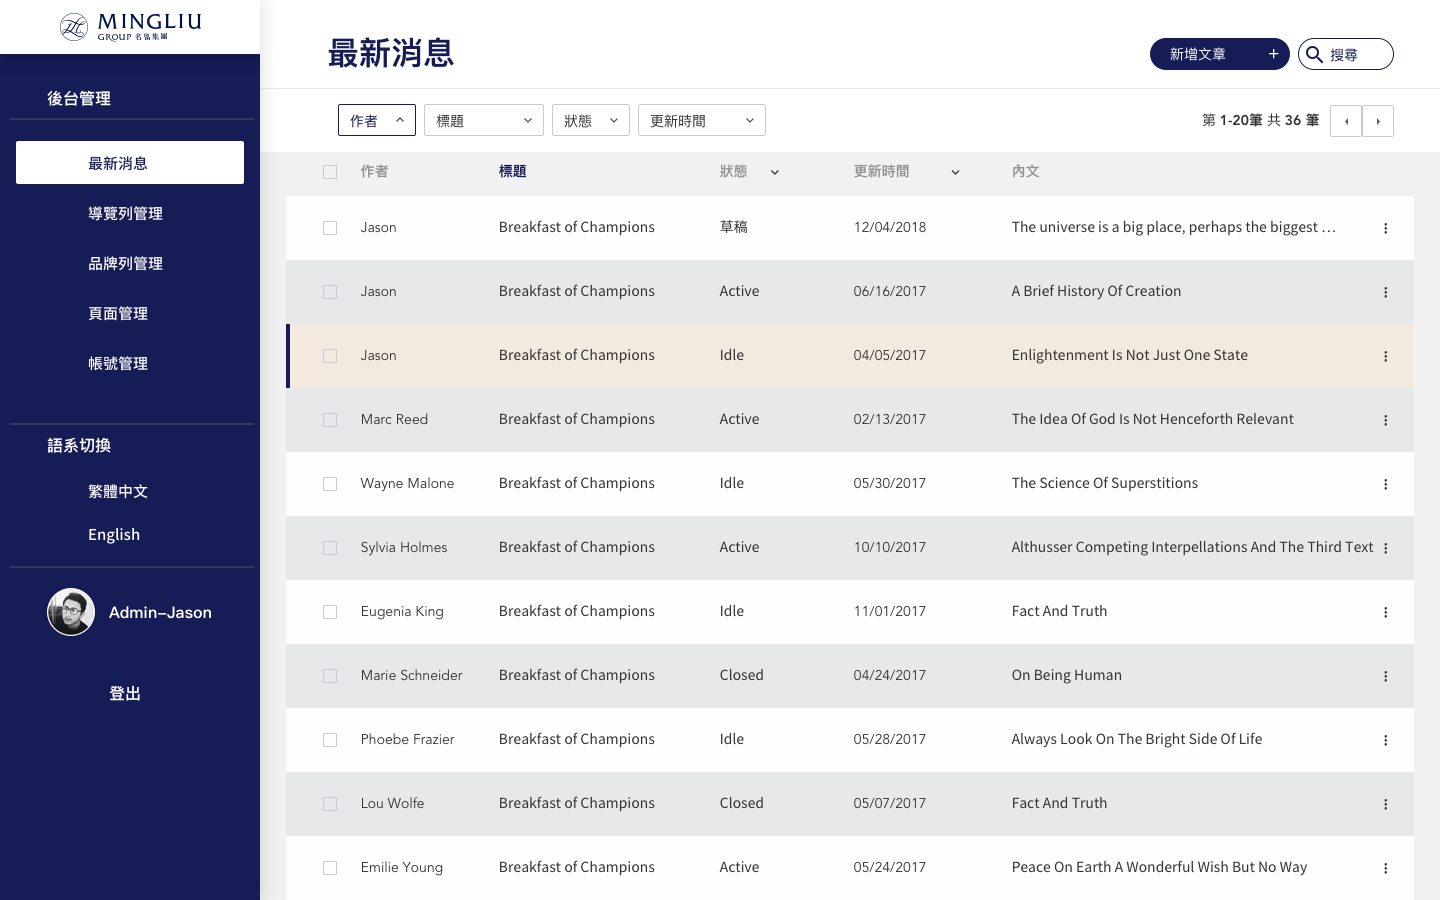 MINGLIU
GROUP 名留集團
後台管理
最新消息
導覽列管理
品牌列管理
頁面管理
帳號管理
語系切換
繁體中文
English
Admin–Jason
登出
最新消息
新增文章 +
搜尋
作者 標題 狀態 更新時間
第 1-20筆 共 36 筆
作者 標題 狀態 更新時間 內文
Jason Breakfast of Champions 草稿 12/04/2018 The universe is a big place, perhaps the biggest …
Jason Breakfast of Champions Active 06/16/2017 A Brief History Of Creation
Jason Breakfast of Champions Idle 04/05/2017 Enlightenment Is Not Just One State
Marc Reed Breakfast of Champions Active 02/13/2017 The Idea Of God Is Not Henceforth Relevant
Wayne Malone Breakfast of Champions Idle 05/30/2017 The Science Of Superstitions
Sylvia Holmes Breakfast of Champions Active 10/10/2017 Althusser Competing Interpellations And The Third Text
Eugenia King Breakfast of Champions Idle 11/01/2017 Fact And Truth
Marie Schneider Breakfast of Champions Closed 04/24/2017 On Being Human
Phoebe Frazier Breakfast of Champions Idle 05/28/2017 Always Look On The Bright Side Of Life
Lou Wolfe Breakfast of Champions Closed 05/07/2017 Fact And Truth
Emilie Young Breakfast of Champions Active 05/24/2017 Peace On Earth A Wonderful Wish But No Way